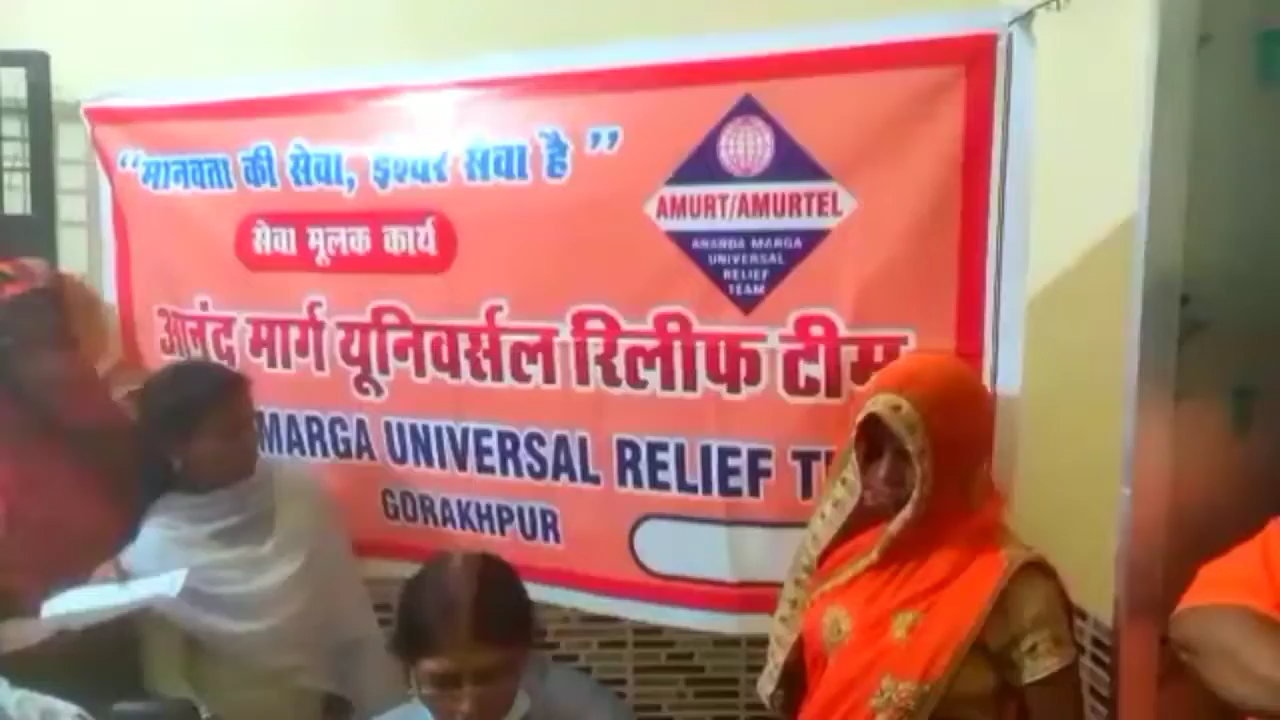 “मानवता की सेवा, इश्वर सेवा है”
सेवा मूलक कार्य
AMURT/AMURTEL
ANANDA MARGA
UNIVERSAL
RELIEF
TEAM
आनंद मार्ग यूनिवर्सल रिलीफ टीम
MARGA UNIVERSAL RELIEF
GORAKHPUR